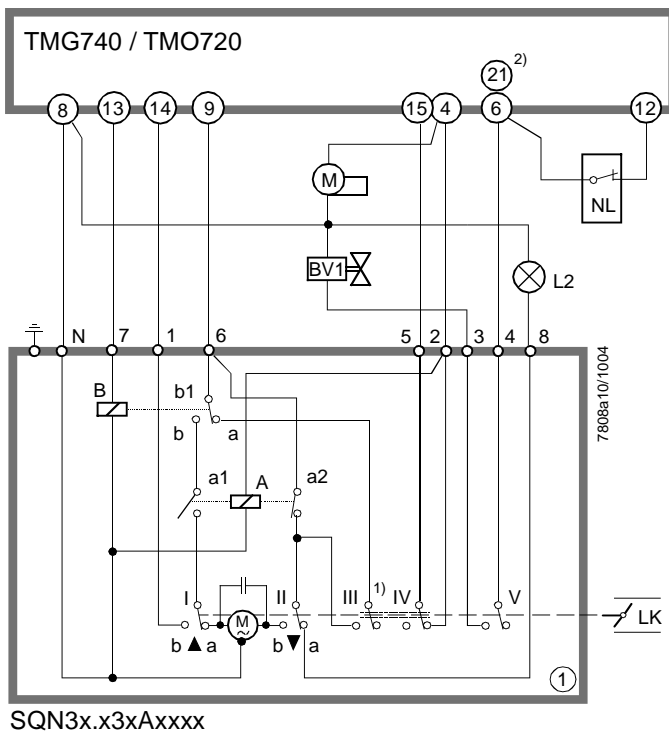 TMG740 / TMO720
21 2)
8 13 14 9 15 4 6 12
M
NL
BV1
L2
N 7 1 6 5 2 3 4 8
7808a10/1004
B b1
b a
a1 A a2
I II III 1) IV V
M
~
LK
b a b a
1
SQN3x.x3xAxxxx